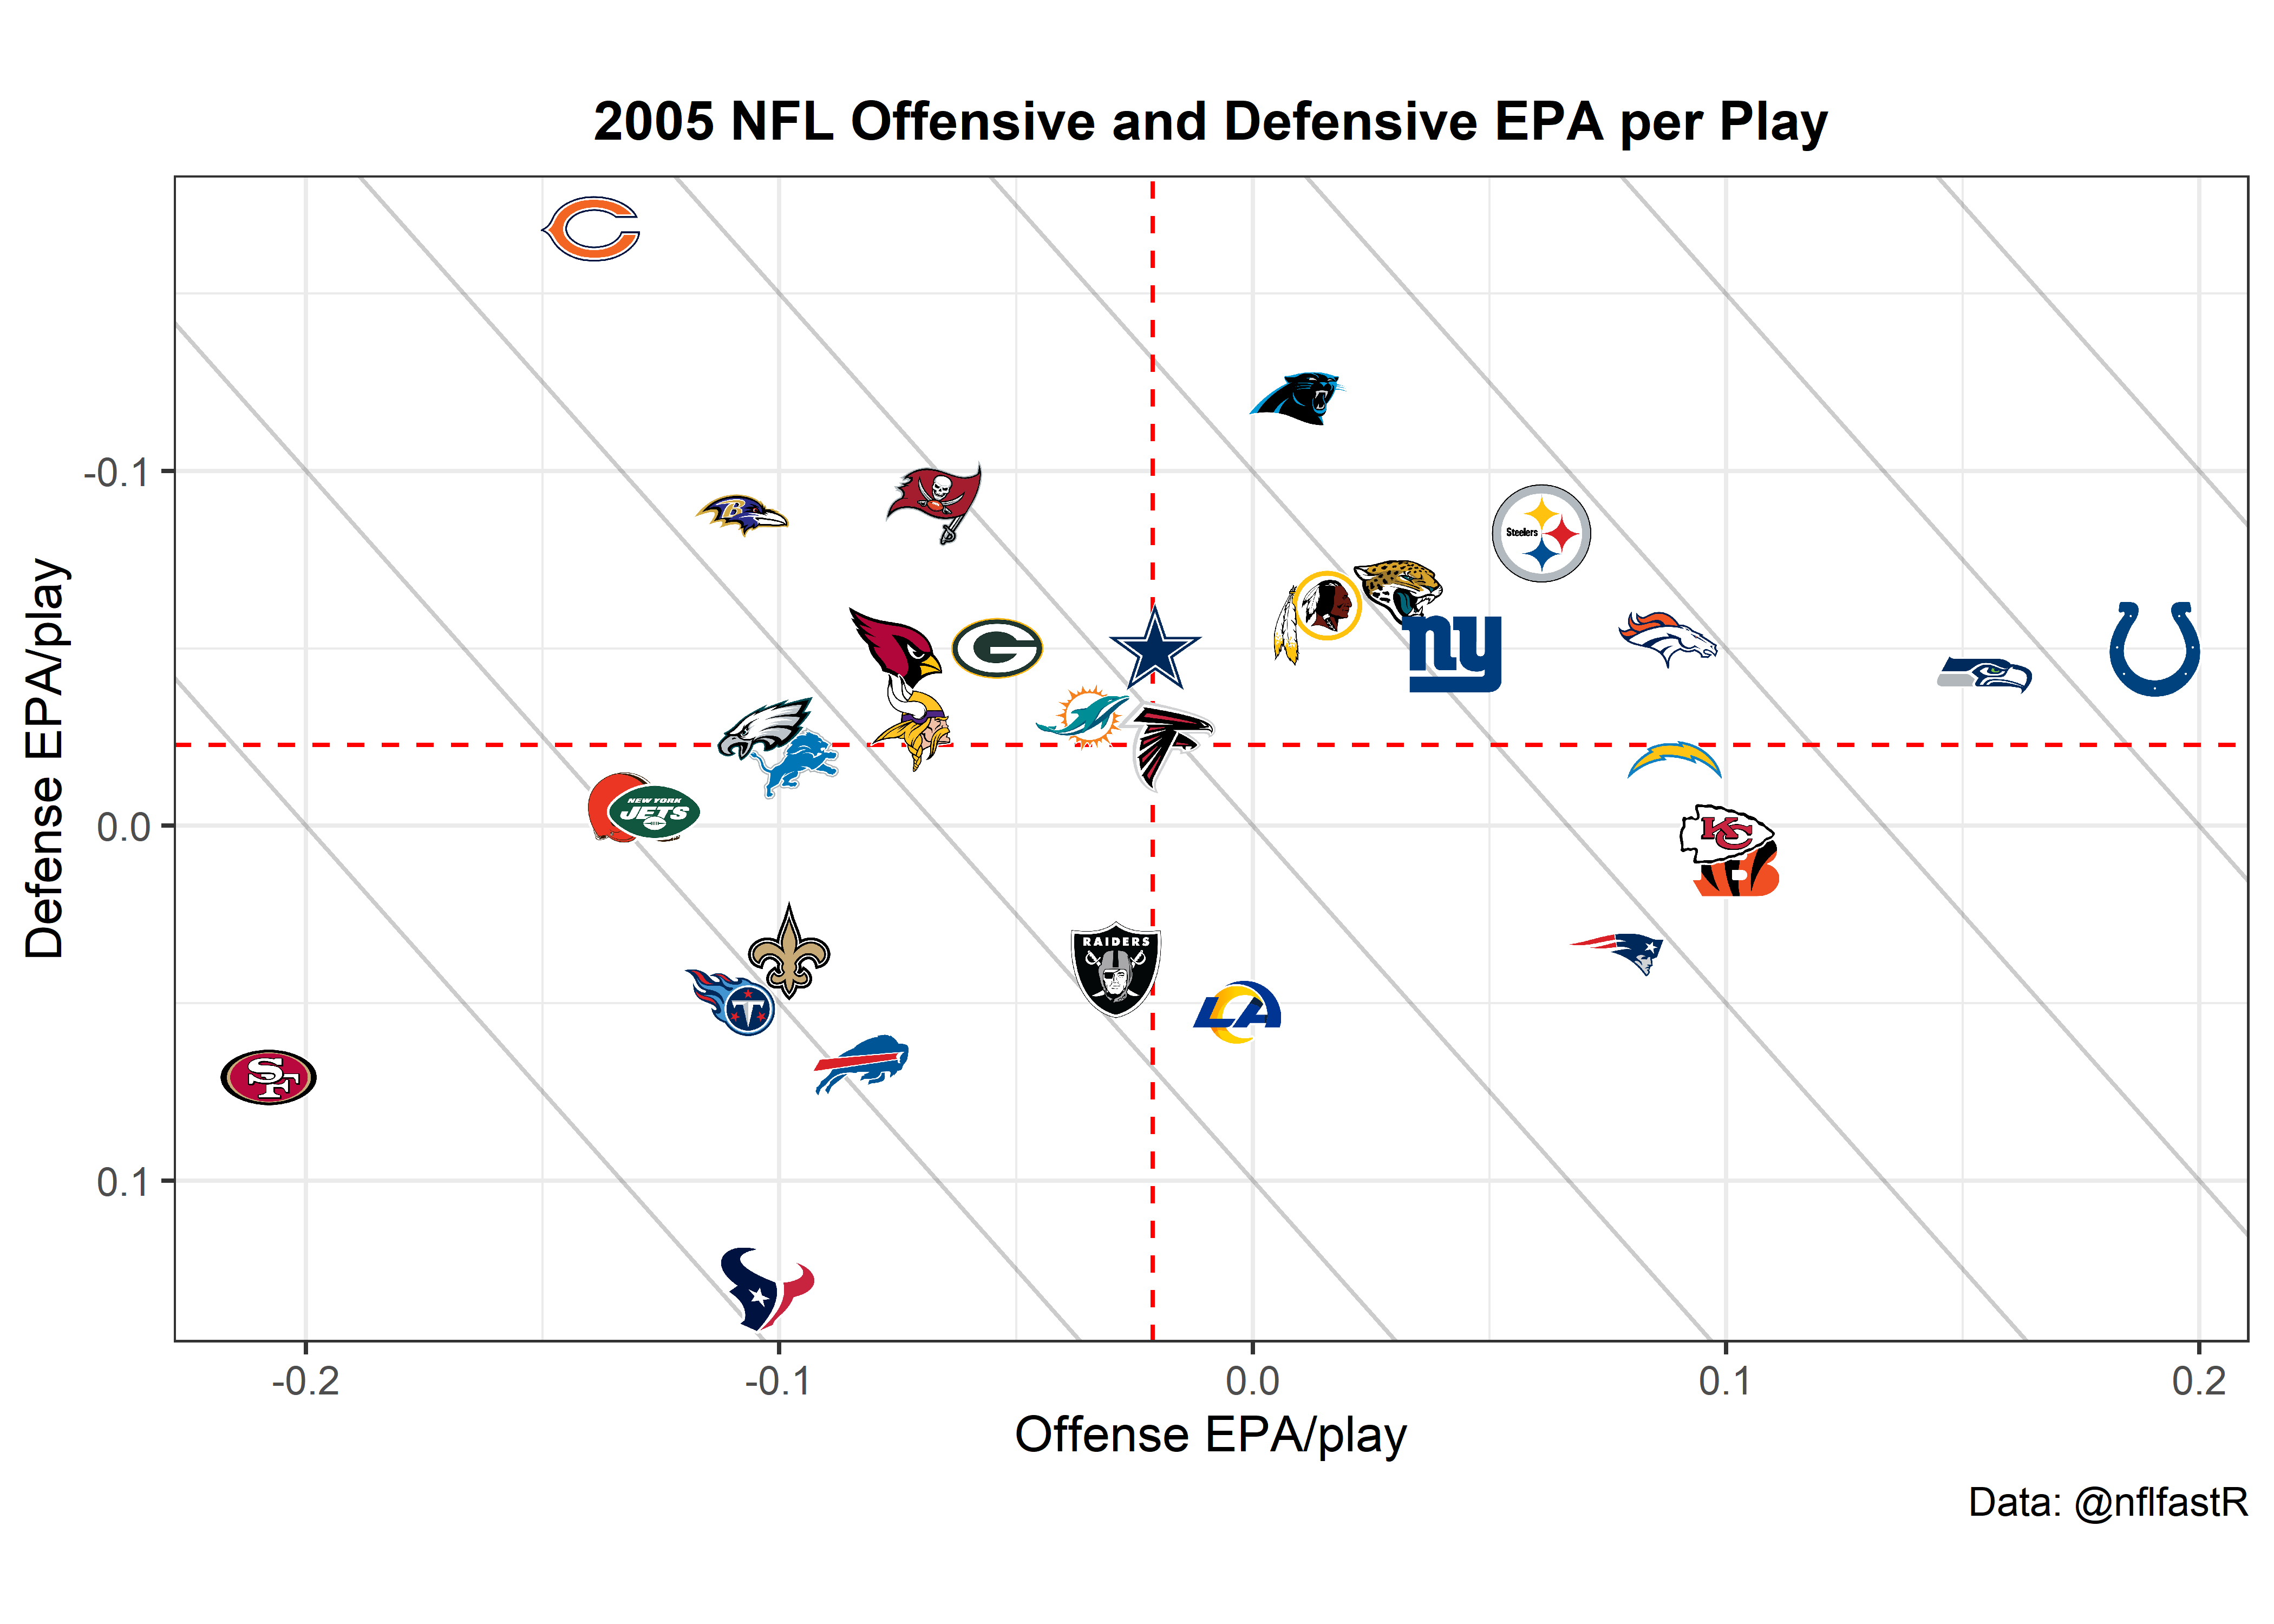 2005 NFL Offensive and Defensive EPA per Play
Defense EPA/play
-0.1
0.0
0.1
B
Steelers
G
ny
NEW YORK
JETS
KC
B
RAIDERS
T
LA
SF
-0.2
-0.1
0.0
0.1
0.2
Offense EPA/play
Data: @nflfastR